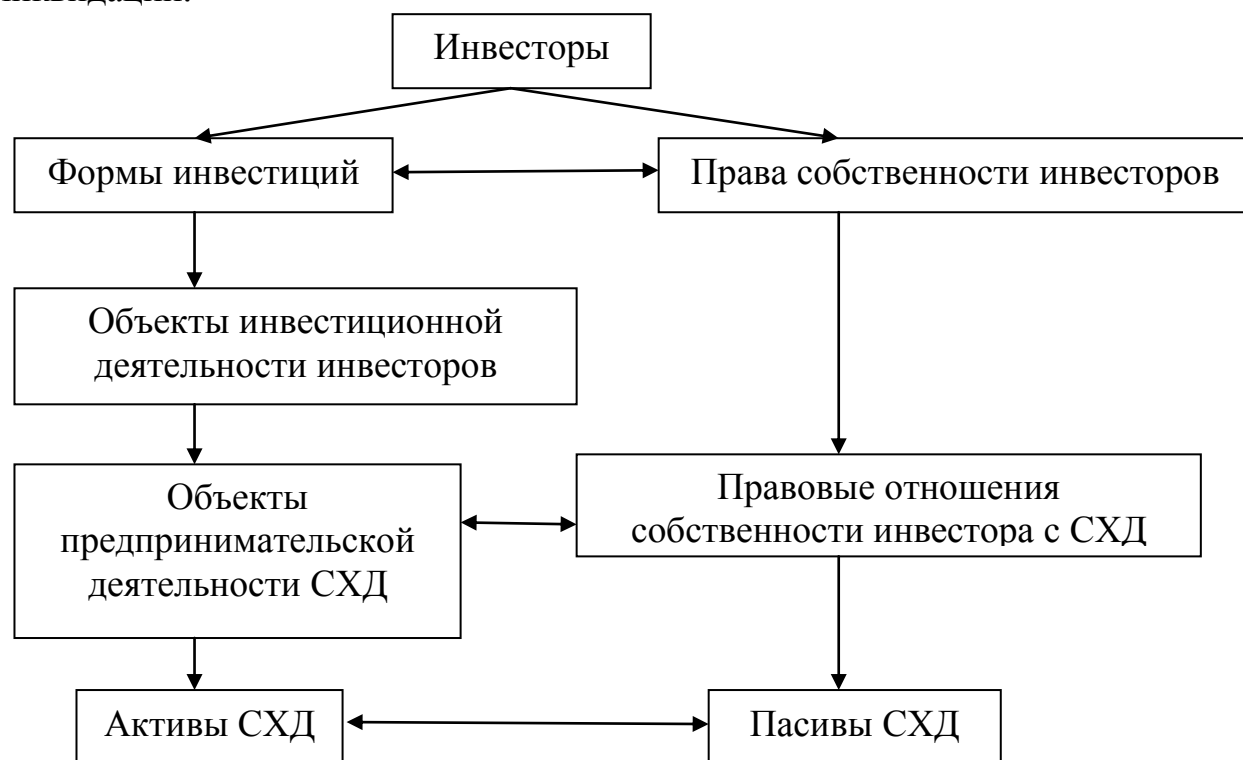 Инвесторы
Формы инвестиций
Права собственности инвесторов
Объекты инвестиционной
деятельности инвесторов
Объекты
предпринимательской
деятельности СХД
Правовые отношения
собственности инвестора с СХД
Активы СХД
Пасивы СХД